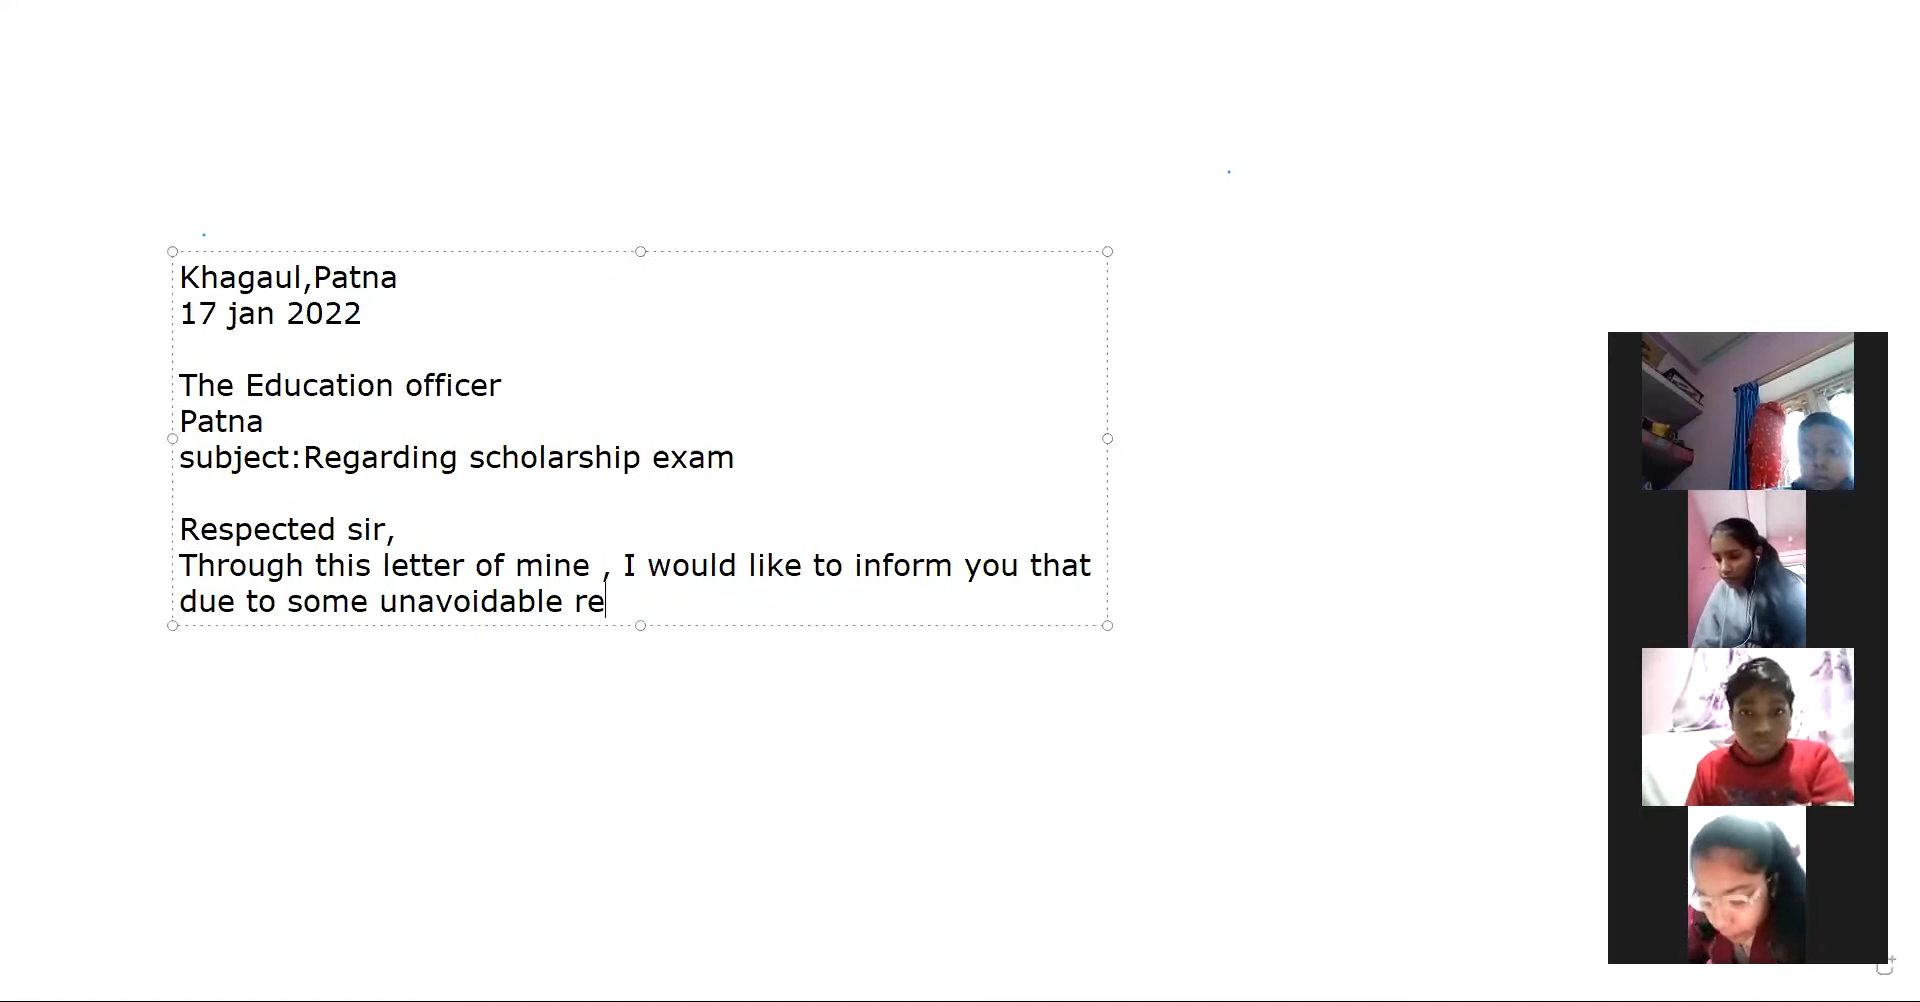 Khagaul,Patna
17 jan 2022
The Education officer
Patna
subject:Regarding scholarship exam
Respected sir,
Through this letter of mine , I would like to inform you that
due to some unavoidable re